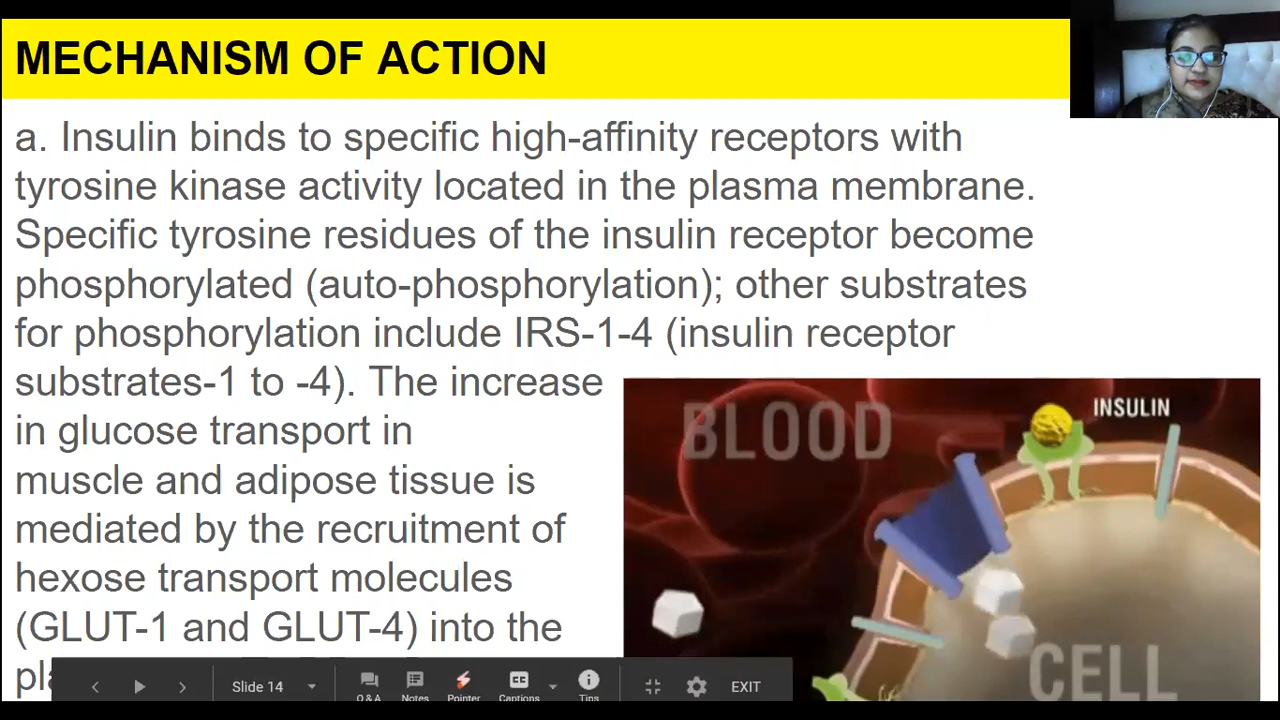 MECHANISM OF ACTION
a. Insulin binds to specific high-affinity receptors with
tyrosine kinase activity located in the plasma membrane.
Specific tyrosine residues of the insulin receptor become
phosphorylated (auto-phosphorylation); other substrates
for phosphorylation include IRS-1-4 (insulin receptor
substrates-1 to -4). The increase
in glucose transport in
muscle and adipose tissue is
mediated by the recruitment of
hexose transport molecules
(GLUT-1 and GLUT-4) into the
BLOOD
INSULIN
CELL
Slide 14
Q & A
Notes
Pointer
CC
Captions
Tips
EXIT